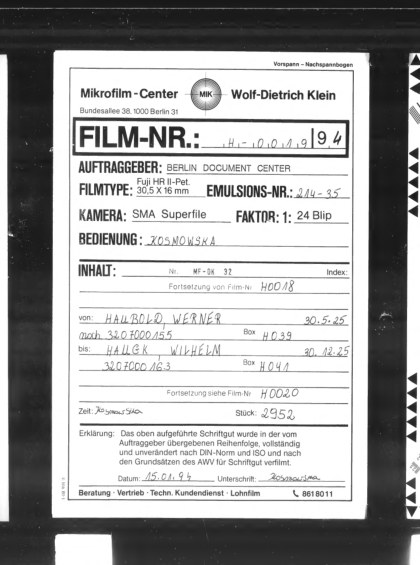 Vorspann – Nachspannbogen
Mikrofilm-Center MIK Wolf-Dietrich Klein
Bundesallee 38, 1000 Berlin 31
FILM-NR.: H-0019 94
AUFTRAGGEBER: BERLIN DOCUMENT CENTER
FILMTYPE: Fuji HR II-Pet. 30,5 X 16 mm EMULSIONS-NR.: 214-35
KAMERA: SMA Superfile FAKTOR: 1: 24 Blip
BEDIENUNG: KOSMOWSKA
INHALT: Nr. MF-OK 32 Index:
Fortsetzung von Film-Nr. H0018
von: HAUBOLD, WERNER 30.5.25
noch 3207000155 Box H039
bis: HAUCK, WILHELM 30.12.25
3207000163 Box H041
Fortsetzung siehe Film-Nr. H0020
Zeit: Kosmowska Stück: 2952
Erklärung: Das oben aufgeführte Schriftgut wurde in der vom
Auftraggeber übergebenen Reihenfolge, vollständig
und unverändert nach DIN-Norm und ISO und nach
den Grundsätzen des AWV für Schriftgut verfilmt.
Datum: 15.01.94 Unterschrift: Kosmowska
Beratung · Vertrieb · Techn. Kundendienst · Lohnfilm 861 80 11